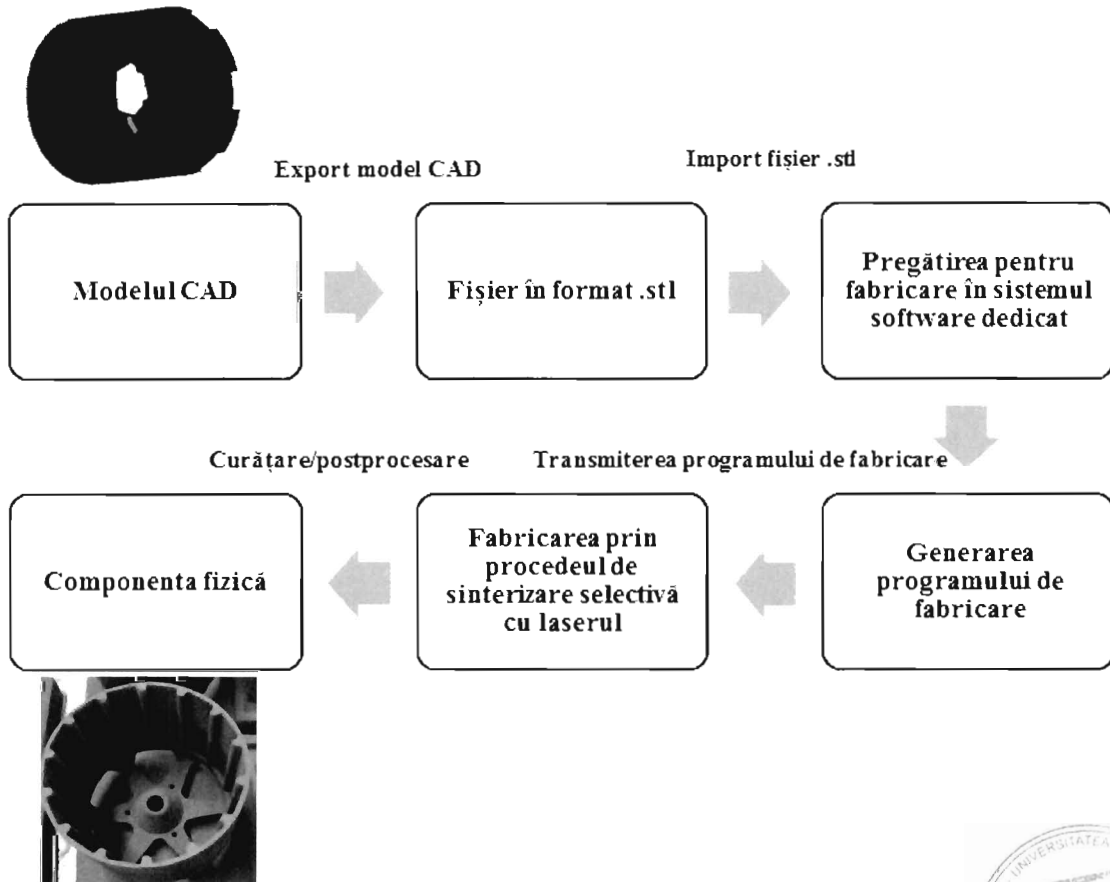 Export model CAD
Import fișier .stl
Modelul CAD
Fișier în format .stl
Pregătirea pentru
fabricare în sistemul
software dedicat
Curățare/postprocesare
Transmiterea programului de fabricare
Componenta fizică
Fabricarea prin
procedeul de
sinterizare selectivă
cu laserul
Generarea
programului de
fabricare
UNIVERSITATEA